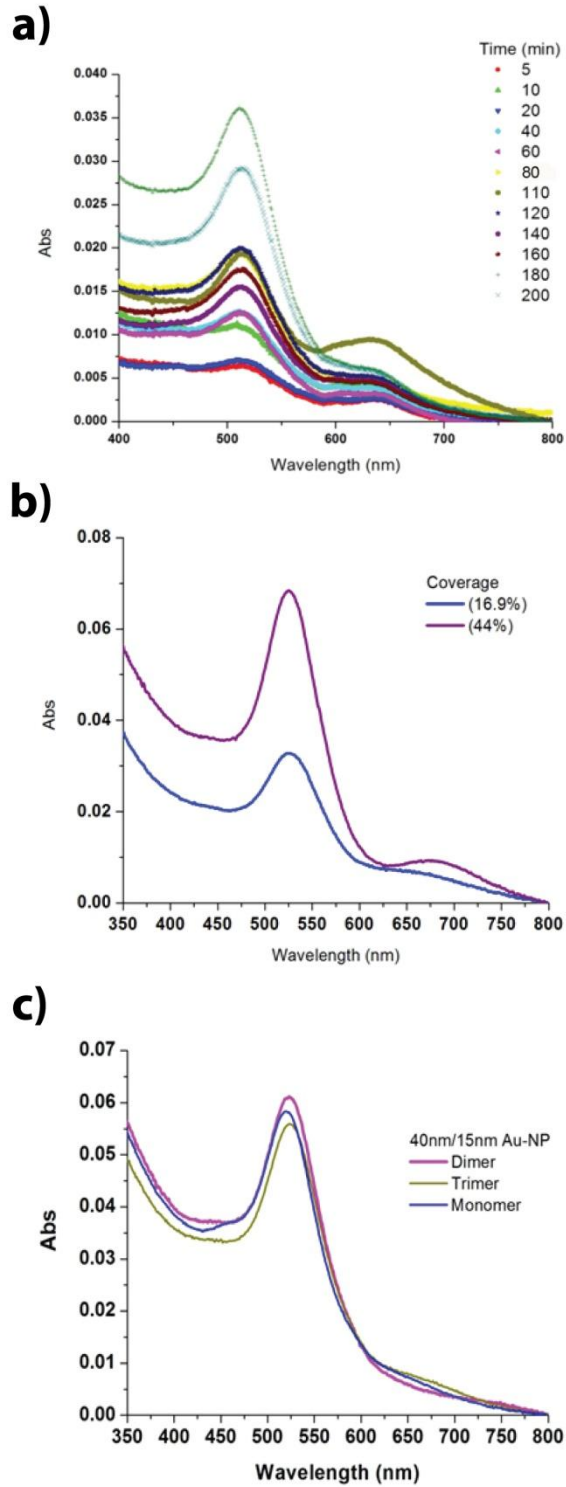 a)
Time (min)
5
10
20
40
60
80
110
120
140
160
180
200
0.040
0.035
0.030
0.025
0.020
0.015
0.010
0.005
0.000
Abs
400 500 600 700 800
Wavelength (nm)
b)
0.08
0.06
0.04
0.02
0.00
Abs
Coverage
(16.9%)
(44%)
350 400 450 500 550 600 650 700 750 800
Wavelength (nm)
c)
0.07
0.06
0.05
0.04
0.03
0.02
0.01
0.00
Abs
40nm/15nm Au-NP
Dimer
Trimer
Monomer
350 400 450 500 550 600 650 700 750 800
Wavelength (nm)